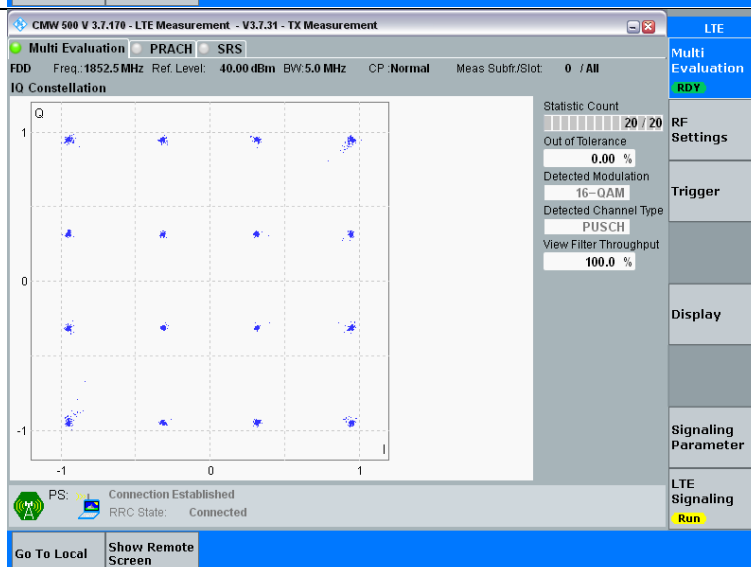 CMW 500 V 3.7.170 - LTE Measurement - V3.7.31 - TX Measurement
LTE
Multi Evaluation PRACH SRS
FDD Freq.:1852.5 MHz Ref. Level: 40.00 dBm BW:5.0 MHz CP :Normal Meas Subfr./Slot: 0 / All
IQ Constellation
Q
1
0
-1
-1 0 1
I
Statistic Count
20 / 20
Out of Tolerance
0.00 %
Detected Modulation
16-QAM
Detected Channel Type
PUSCH
View Filter Throughput
100.0 %
Multi
Evaluation
RDY
RF
Settings
Trigger
Display
Signaling
Parameter
LTE
Signaling
Run
PS: Connection Established
RRC State: Connected
Go To Local
Show Remote
Screen